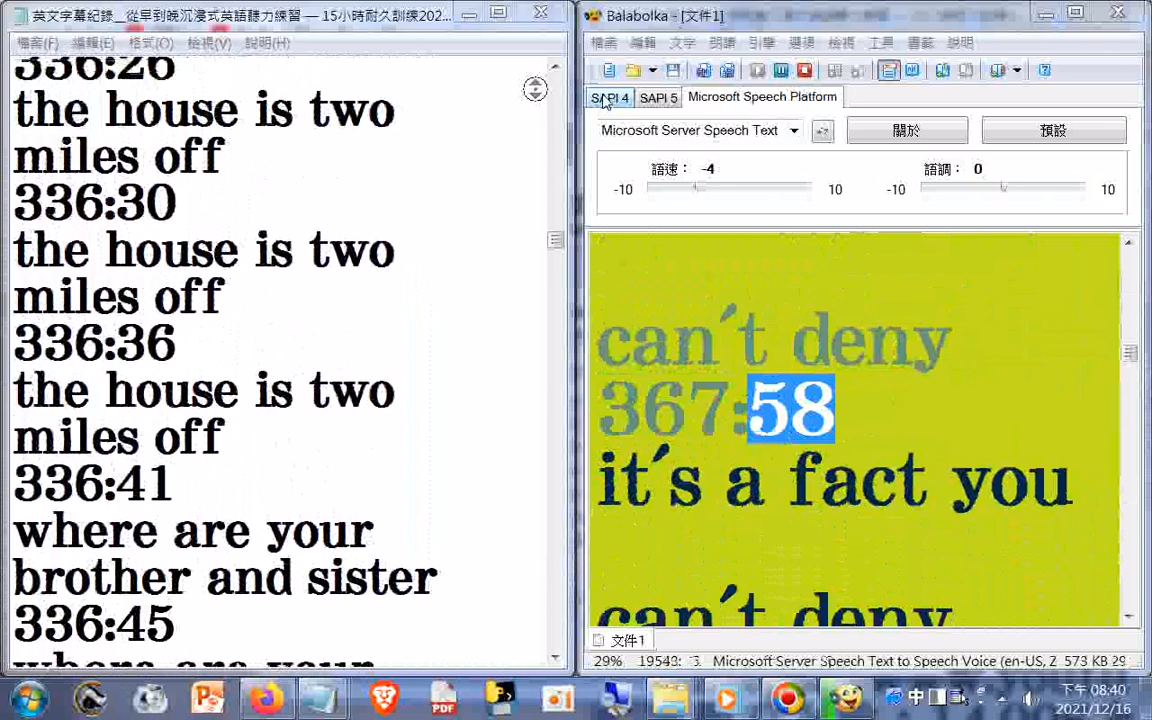 英文字幕紀錄__從早到晚沉浸式英語聽力練習 — 15小時耐久訓練202...
檔案(F) 編輯(E) 格式(O) 檢視(V) 說明(H)
336:26
the house is two
miles off
336:30
the house is two
miles off
336:36
the house is two
miles off
336:41
where are your
brother and sister
336:45
where are your
Balabolka - [文件1]
檔案 編輯 文字 朗讀 引擎 選項 檢視 工具 書籤 說明
SAPI 4 SAPI 5 Microsoft Speech Platform
Microsoft Server Speech Text 關於 預設
語速： -4 語調： 0
-10 10 -10 10
can't deny
367:58
it's a fact you
can't deny
文件1
29% 19548: Microsoft Server Speech Text to Speech Voice (en-US, Z 573 KB 29
中
下午 08:40
2021/12/16